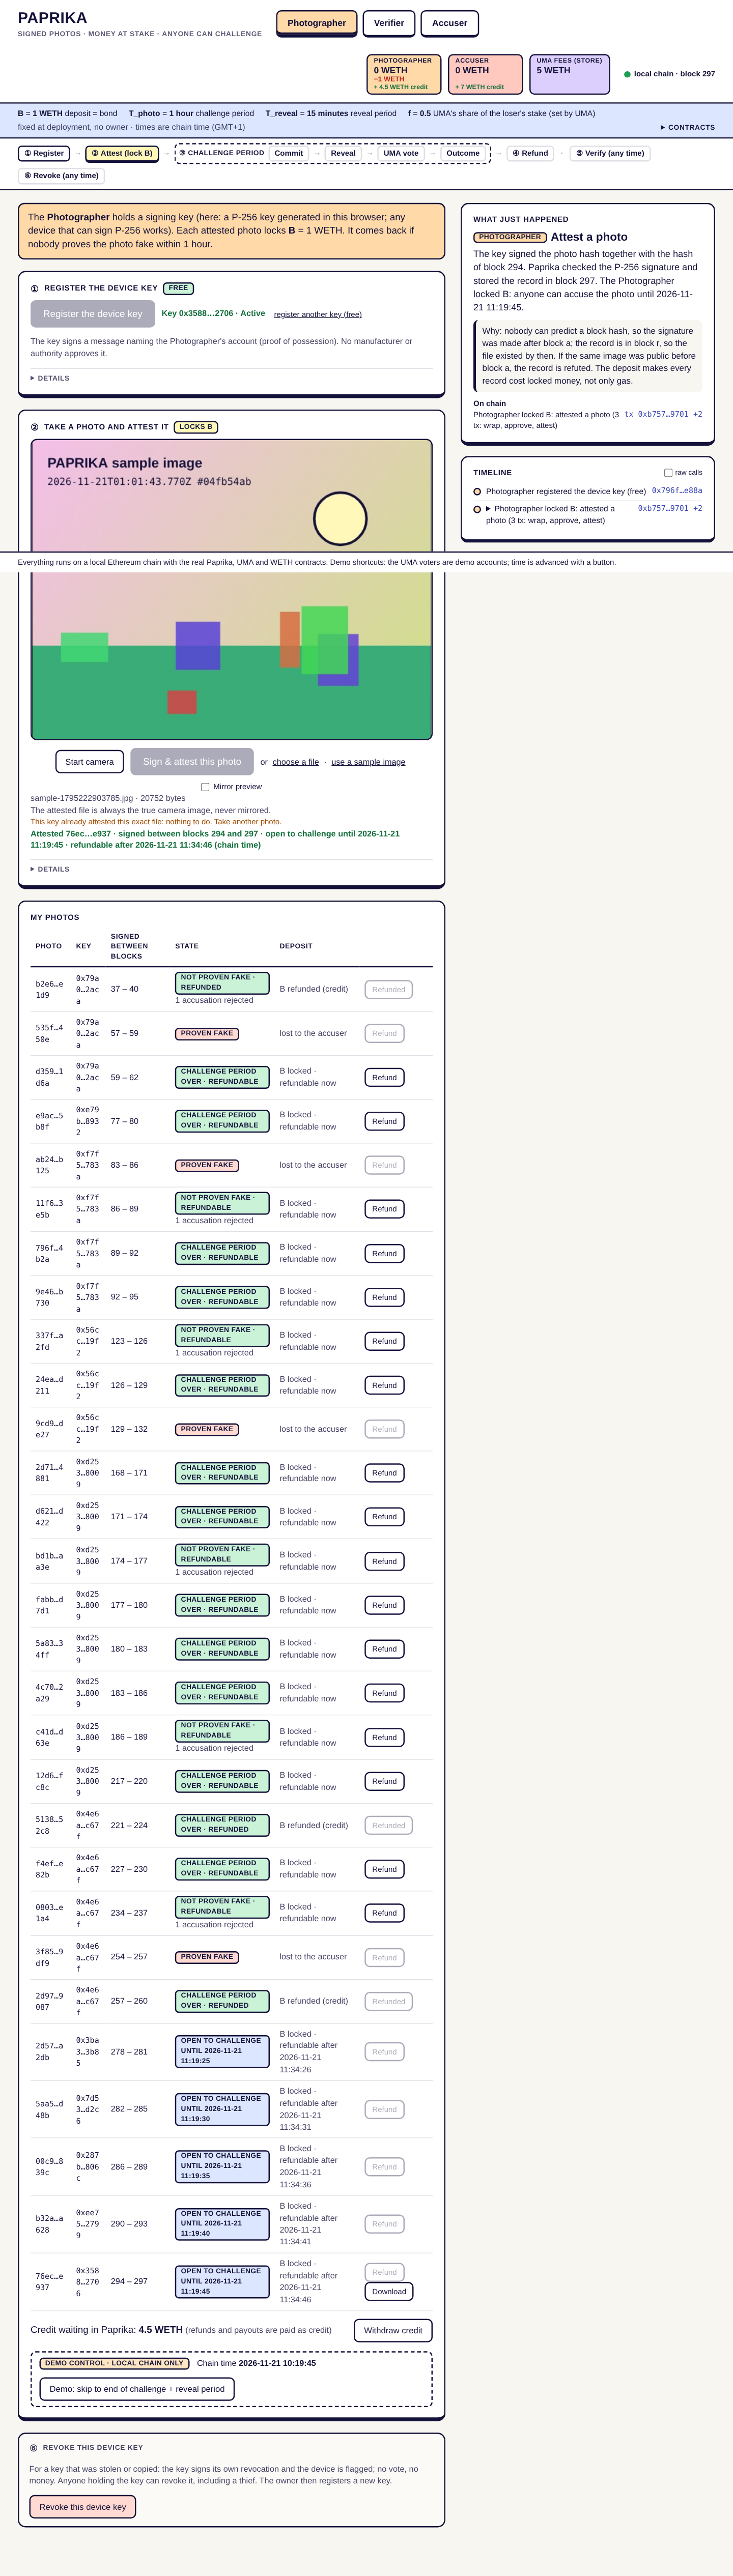 PAPRIKA
SIGNED PHOTOS · MONEY AT STAKE · ANYONE CAN CHALLENGE
Photographer
Verifier
Accuser
PHOTOGRAPHER
0 WETH
−1 WETH
+ 4.5 WETH credit
ACCUSER
0 WETH
+ 7 WETH credit
UMA FEES (STORE)
5 WETH
local chain · block 297
B = 1 WETH deposit = bond T_photo = 1 hour challenge period T_reveal = 15 minutes reveal period f = 0.5 UMA's share of the loser's stake (set by UMA)
fixed deployment, no owner · times are chain time (GMT+1)
▸ CONTRACTS
① Register → ② Attest (lock B) → ③ CHALLENGE PERIOD Commit → Reveal → UMA vote → Outcome → ④ Refund · ⑤ Verify (any time)
⑥ Revoke (any time)
The Photographer holds a signing key (here: a P-256 key generated in this browser; any
device that can sign P-256 works). Each attested photo locks B = 1 WETH. It comes back if
nobody proves the photo fake within 1 hour.
① REGISTER THE DEVICE KEY FREE
Register the device key
Key 0x3588…2706 · Active
register another key (free)
The key signs a message naming the Photographer's account (proof of possession). No manufacturer or
authority approves it.
▸ DETAILS
② TAKE A PHOTO AND ATTEST IT LOCKS B
PAPRIKA sample image
2026-11-21T01:01:43.770Z #04fb54ab
Start camera
Sign & attest this photo
or choose a file · use a sample image
Mirror preview
sample-1795222903785.jpg · 20752 bytes
The attested file is always the true camera image, never mirrored.
This key already attested this exact file: nothing to do. Take another photo.
Attested 76ec…e937 · signed between blocks 294 and 297 · open to challenge until 2026-11-21
11:19:45 · refundable after 2026-11-21 11:34:46 (chain time)
▸ DETAILS
WHAT JUST HAPPENED
PHOTOGRAPHER Attest a photo
The key signed the photo hash together with the hash
of block 294. Paprika checked the P-256 signature and
stored the record in block 297. The Photographer
locked B: anyone can accuse the photo until 2026-11-
21 11:19:45.
Why: nobody can predict a block hash, so the signature
was made after block a; the record is in block r, so the
file existed by then. If the same image was public before
block a, the record is refuted. The deposit makes every
record cost locked money, not only gas.
On chain
Photographer locked B: attested a photo (3 tx 0xb757…9701 +2
tx: wrap, approve, attest)
TIMELINE
raw calls
Photographer registered the device key (free) 0x796f…e88a
▸ Photographer locked B: attested a 0xb757…9701 +2
photo (3 tx: wrap, approve, attest)
Everything runs on a local Ethereum chain with the real Paprika, UMA and WETH contracts. Demo shortcuts: the UMA voters are demo accounts; time is advanced with a button.
MY PHOTOS
PHOTO KEY SIGNED BETWEEN BLOCKS STATE DEPOSIT
b2e6…e1d9 0x79a0…2aca 37 – 40 NOT PROVEN FAKE · REFUNDED 1 accusation rejected B refunded (credit) Refunded
535f…450e 0x79a0…2aca 57 – 59 PROVEN FAKE lost to the accuser Refund
d359…1d6a 0x79a0…2aca 59 – 62 CHALLENGE PERIOD OVER · REFUNDABLE B locked · refundable now Refund
e9ac…5b8f 0xe79b…8932 77 – 80 CHALLENGE PERIOD OVER · REFUNDABLE B locked · refundable now Refund
ab24…b125 0xf7f5…783a 83 – 86 PROVEN FAKE lost to the accuser Refund
11f6…3e5b 0xf7f5…783a 86 – 89 NOT PROVEN FAKE · REFUNDABLE 1 accusation rejected B locked · refundable now Refund
796f…4b2a 0xf7f5…783a 89 – 92 CHALLENGE PERIOD OVER · REFUNDABLE B locked · refundable now Refund
9e46…b730 0xf7f5…783a 92 – 95 CHALLENGE PERIOD OVER · REFUNDABLE B locked · refundable now Refund
337f…a2fd 0x56cc…19f2 123 – 126 NOT PROVEN FAKE · REFUNDABLE 1 accusation rejected B locked · refundable now Refund
24ea…d211 0x56cc…19f2 126 – 129 CHALLENGE PERIOD OVER · REFUNDABLE B locked · refundable now Refund
9cd9…de27 0x56cc…19f2 129 – 132 PROVEN FAKE lost to the accuser Refund
2d71…4881 0xd253…8009 168 – 171 CHALLENGE PERIOD OVER · REFUNDABLE B locked · refundable now Refund
d621…d422 0xd253…8009 171 – 174 CHALLENGE PERIOD OVER · REFUNDABLE B locked · refundable now Refund
bd1b…aa3e 0xd253…8009 174 – 177 NOT PROVEN FAKE · REFUNDABLE 1 accusation rejected B locked · refundable now Refund
fabb…d7d1 0xd253…8009 177 – 180 CHALLENGE PERIOD OVER · REFUNDABLE B locked · refundable now Refund
5a83…34ff 0xd253…8009 180 – 183 CHALLENGE PERIOD OVER · REFUNDABLE B locked · refundable now Refund
4c70…2a29 0xd253…8009 183 – 186 CHALLENGE PERIOD OVER · REFUNDABLE B locked · refundable now Refund
c41d…d63e 0xd253…8009 186 – 189 NOT PROVEN FAKE · REFUNDABLE 1 accusation rejected B locked · refundable now Refund
12d6…fc8c 0xd253…8009 217 – 220 CHALLENGE PERIOD OVER · REFUNDABLE B locked · refundable now Refund
5138…52c8 0x4e6a…c67f 221 – 224 CHALLENGE PERIOD OVER · REFUNDED B refunded (credit) Refunded
f4ef…e82b 0x4e6a…c67f 227 – 230 CHALLENGE PERIOD OVER · REFUNDABLE B locked · refundable now Refund
0803…e1a4 0x4e6a…c67f 234 – 237 NOT PROVEN FAKE · REFUNDABLE 1 accusation rejected B locked · refundable now Refund
3f85…9df9 0x4e6a…c67f 254 – 257 PROVEN FAKE lost to the accuser Refund
2d97…9087 0x4e6a…c67f 257 – 260 CHALLENGE PERIOD OVER · REFUNDED B refunded (credit) Refunded
2d57…a2db 0x3ba3…3b85 278 – 281 OPEN TO CHALLENGE UNTIL 2026-11-21 11:19:25 B locked · refundable after 2026-11-21 11:34:26 Refund
5aa5…d48b 0x7d53…d2c6 282 – 285 OPEN TO CHALLENGE UNTIL 2026-11-21 11:19:30 B locked · refundable after 2026-11-21 11:34:31 Refund
00c9…839c 0x287b…806c 286 – 289 OPEN TO CHALLENGE UNTIL 2026-11-21 11:19:35 B locked · refundable after 2026-11-21 11:34:36 Refund
b32a…a628 0xee75…2799 290 – 293 OPEN TO CHALLENGE UNTIL 2026-11-21 11:19:40 B locked · refundable after 2026-11-21 11:34:41 Refund
76ec…e937 0x3588…2706 294 – 297 OPEN TO CHALLENGE UNTIL 2026-11-21 11:19:45 B locked · refundable after 2026-11-21 11:34:46 Refund Download
Credit waiting in Paprika: 4.5 WETH (refunds and payouts are paid as credit)
Withdraw credit
DEMO CONTROL · LOCAL CHAIN ONLY Chain time 2026-11-21 10:19:45
Demo: skip to end of challenge + reveal period
⑥ REVOKE THIS DEVICE KEY
For a key that was stolen or copied: the key signs its own revocation and the device is flagged; no vote, no
money. Anyone holding the key can revoke it, including a thief. The owner then registers a new key.
Revoke this device key